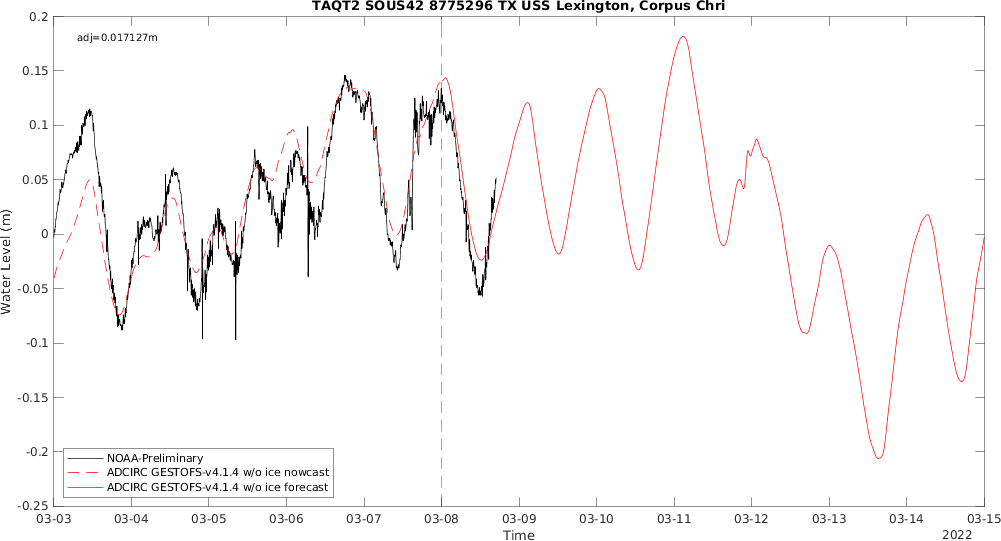 TAQT2 SOUS42 8775296 TX USS Lexington, Corpus Chri
adj=0.017127m
0.2
0.15
0.1
0.05
0
-0.05
-0.1
-0.15
-0.2
-0.25
Water Level (m)
NOAA-Preliminary
ADCIRC GESTOFS-v4.1.4 w/o ice nowcast
ADCIRC GESTOFS-v4.1.4 w/o ice forecast
03-03 03-04 03-05 03-06 03-07 03-08 03-09 03-10 03-11 03-12 03-13 03-14 03-15
Time
2022